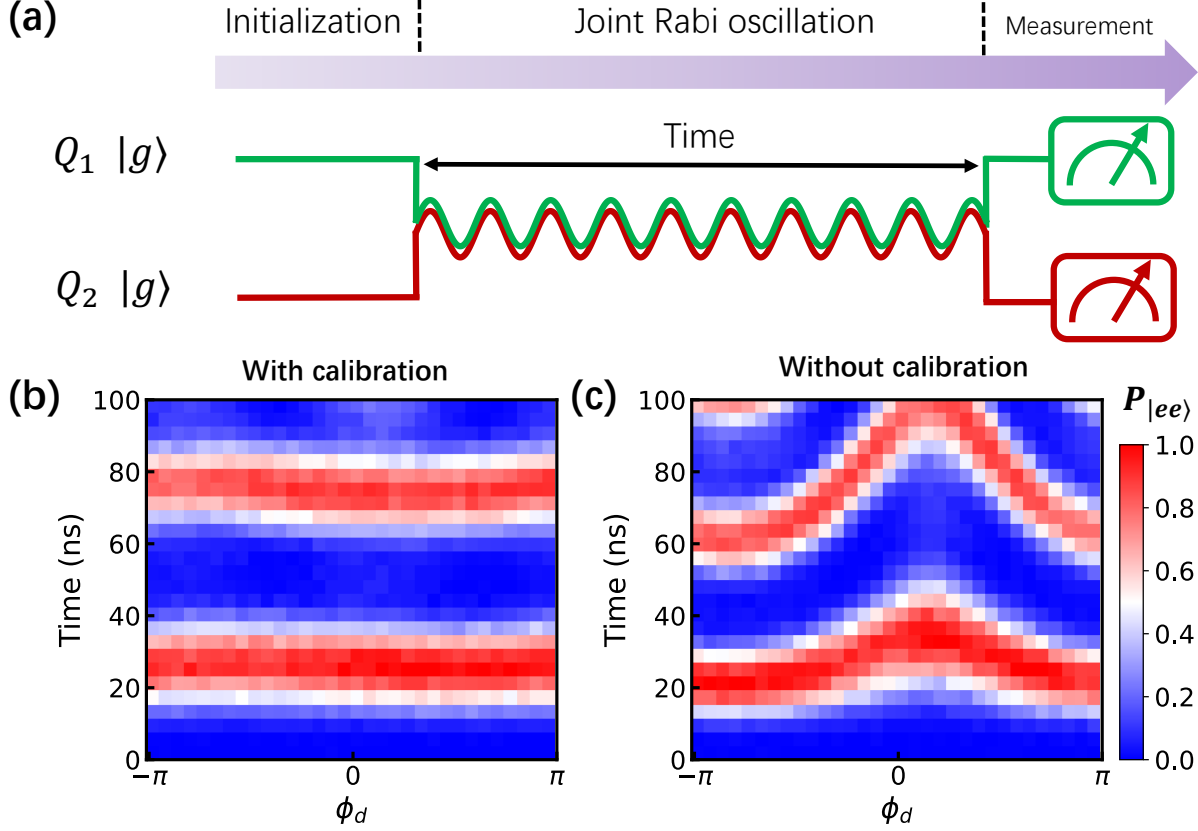 (a)
Initialization
Joint Rabi oscillation
Measurement
Q₁ |g⟩
Time
Q₂ |g⟩
(b)
With calibration
Time (ns)
100
80
60
40
20
0
−π
0
π
ϕ_d
(c)
Without calibration
Time (ns)
100
80
60
40
20
0
−π
0
π
ϕ_d
P|ee⟩
1.0
0.8
0.6
0.4
0.2
0.0